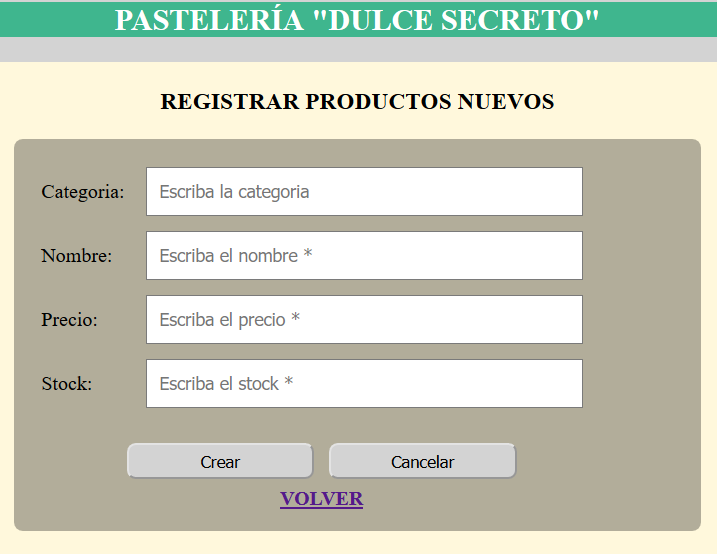 PASTELERÍA "DULCE SECRETO"
REGISTRAR PRODUCTOS NUEVOS
Categoria: Escriba la categoria
Nombre: Escriba el nombre *
Precio: Escriba el precio *
Stock: Escriba el stock *
Crear Cancelar
VOLVER